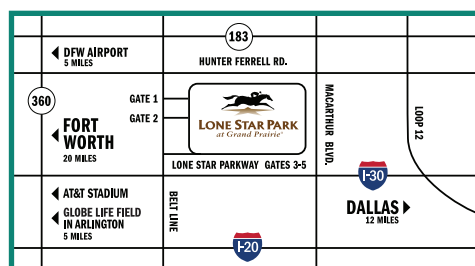 183
DFW AIRPORT
5 MILES
HUNTER FERRELL RD.
360
GATE 1
GATE 2
FORT
WORTH
20 MILES
LONE STAR PARK
at Grand Prairie
LONE STAR PARKWAY GATES 3-5
MACARTHUR BLVD.
LOOP 12
I-30
AT&T STADIUM
GLOBE LIFE FIELD
IN ARLINGTON
5 MILES
BELT LINE
DALLAS
12 MILES
I-20